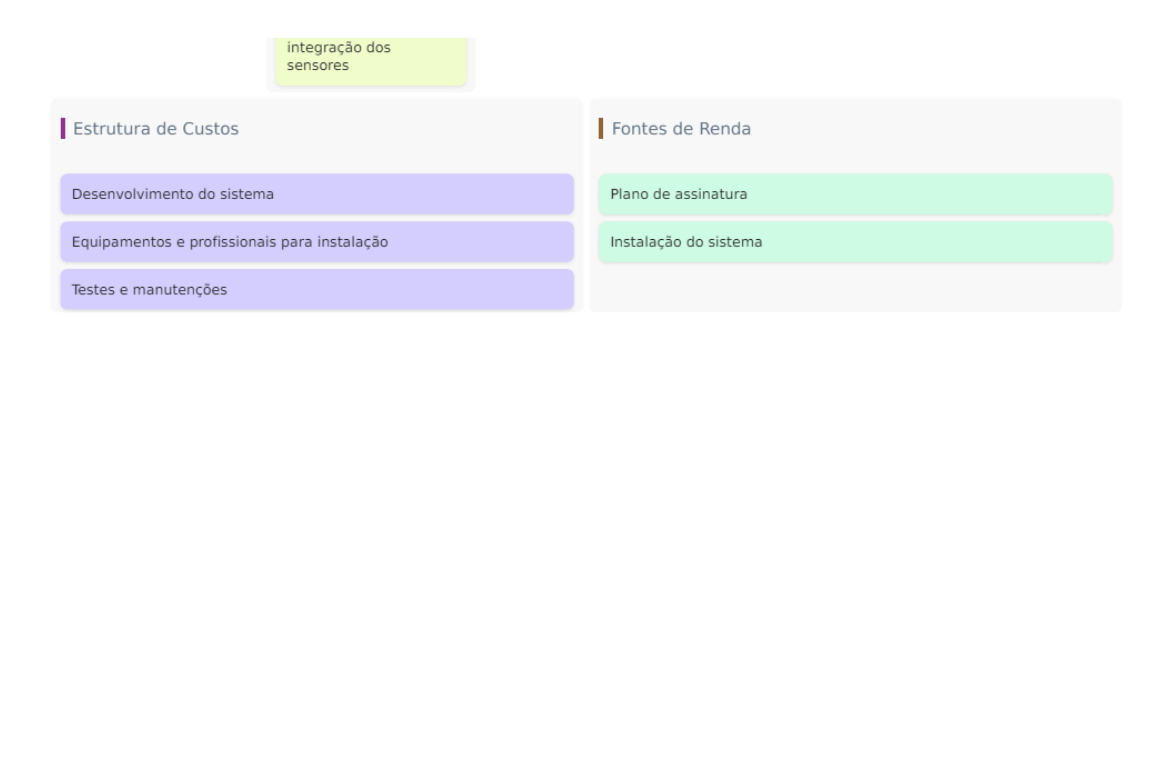 integração dos
sensores
Estrutura de Custos
Desenvolvimento do sistema
Equipamentos e profissionais para instalação
Testes e manutenções
Fontes de Renda
Plano de assinatura
Instalação do sistema